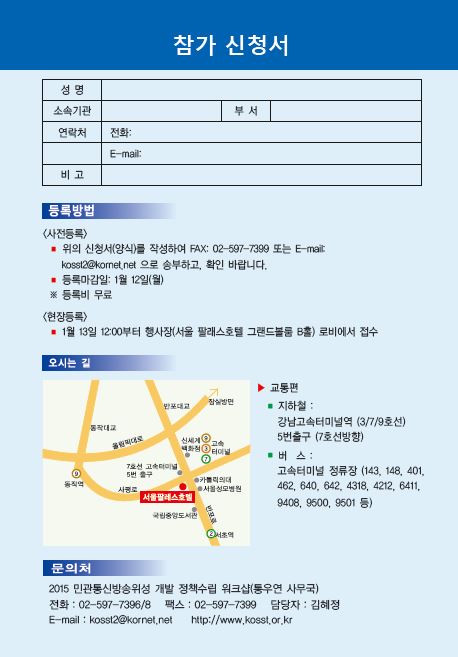 참가 신청서
성 명
소속기관 부 서
연락처 전화:
E-mail:
비 고
등록방법
<사전등록>
■ 위의 신청서(양식)를 작성하여 FAX: 02-597-7399 또는 E-mail:
kosst2@kornet.net 으로 송부하고, 확인 바랍니다.
■ 등록마감일: 1월 12일(월)
※ 등록비 무료
<현장등록>
■ 1월 13일 12:00부터 행사장(서울 팔래스호텔 그랜드볼룸 B홀) 로비에서 접수
오시는 길
잠실방면
반포대교
동작대교
올림픽대로
신세계
백화점
9
3
7
고속
터미널
7호선 고속터미널
5번 출구
9
동작역
사평로
카톨릭의대
서울성모병원
서울팔레스호텔
국립중앙도서관
반포로
2
서초역
▶ 교통편
■ 지하철 :
강남고속터미널역 (3/7/9호선)
5번출구 (7호선방향)
■ 버 스 :
고속터미널 정류장 (143, 148, 401,
462, 640, 642, 4318, 4212, 6411,
9408, 9500, 9501 등)
문의처
2015 민관통신방송위성 개발 정책수립 워크샵(통우연 사무국)
전화 : 02-597-7396/8 팩스 : 02-597-7399 담당자 : 김혜정
E-mail : kosst2@kornet.net http://www.kosst.or.kr